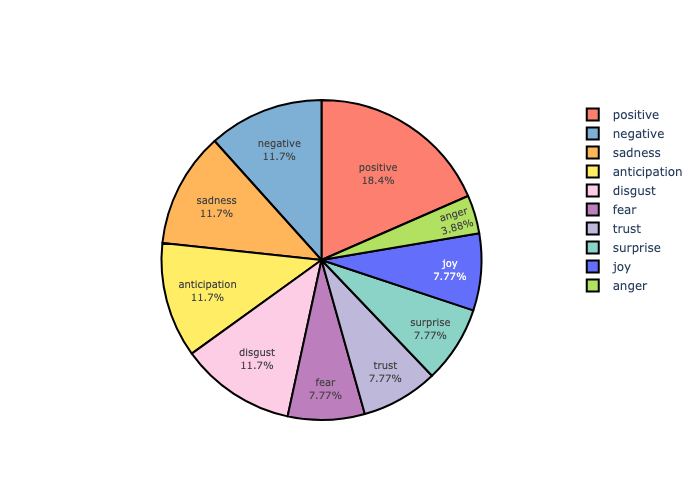 negative
11.7%
positive
18.4%
sadness
11.7%
anger
3.88%
joy
7.77%
anticipation
11.7%
surprise
7.77%
disgust
11.7%
trust
7.77%
fear
7.77%
positive
negative
sadness
anticipation
disgust
fear
trust
surprise
joy
anger